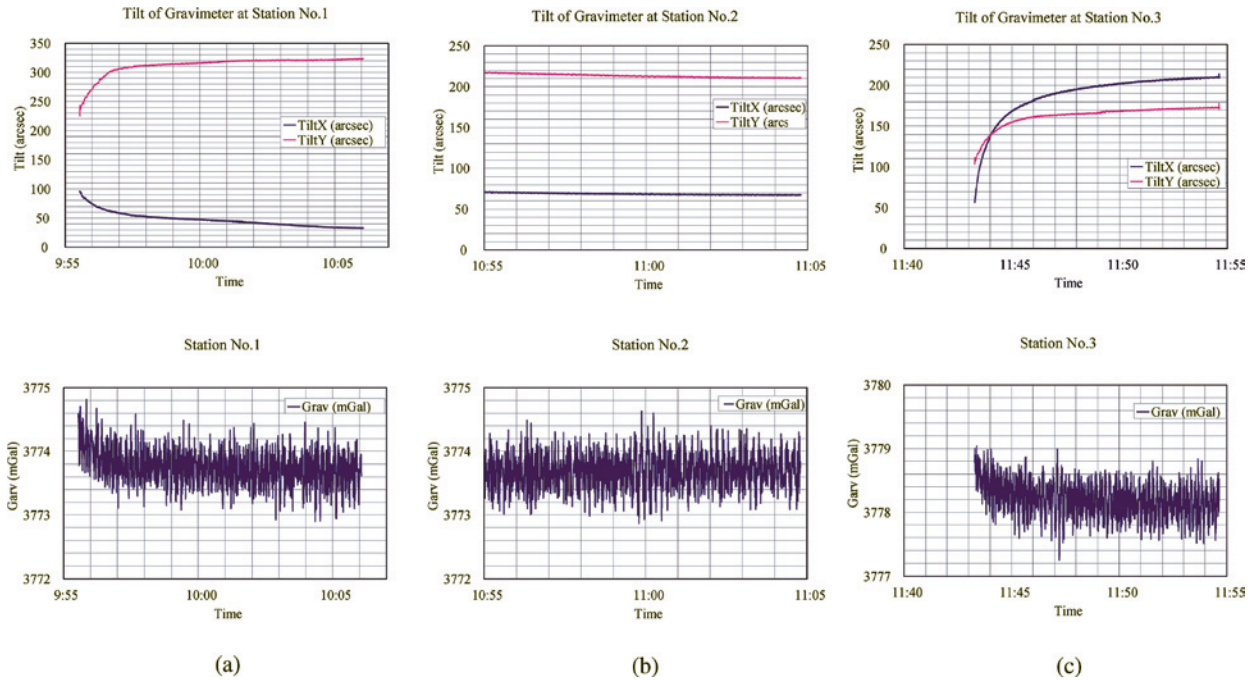 Tilt of Gravimeter at Station No.1
350
300
250
200
150
100
50
0
Tilt (arcsec)
TiltX (arcsec)
TiltY (arcsec)
9:55
10:00
10:05
Time
Tilt of Gravimeter at Station No.2
250
200
150
100
50
0
Tilt (arcsec)
TiltX (arcsec)
TiltY (arcs
10:55
11:00
11:05
Time
Tilt of Gravimeter at Station No.3
250
200
150
100
50
0
Tilt (arcsec)
TiltX (arcsec)
TiltY (arcsec)
11:40
11:45
11:50
11:55
Time
Station No.1
3775
3774
3773
3772
Garv (mGal)
Grav (mGal)
9:55
10:00
10:05
Time
Station No.2
3775
3774
3773
3772
Garv (mGal)
Grav (mGal)
10:55
11:00
11:05
Time
Station No.3
3780
3779
3778
3777
Garv (mGal)
Grav (mGal)
11:40
11:45
11:50
11:55
Time
(a)
(b)
(c)